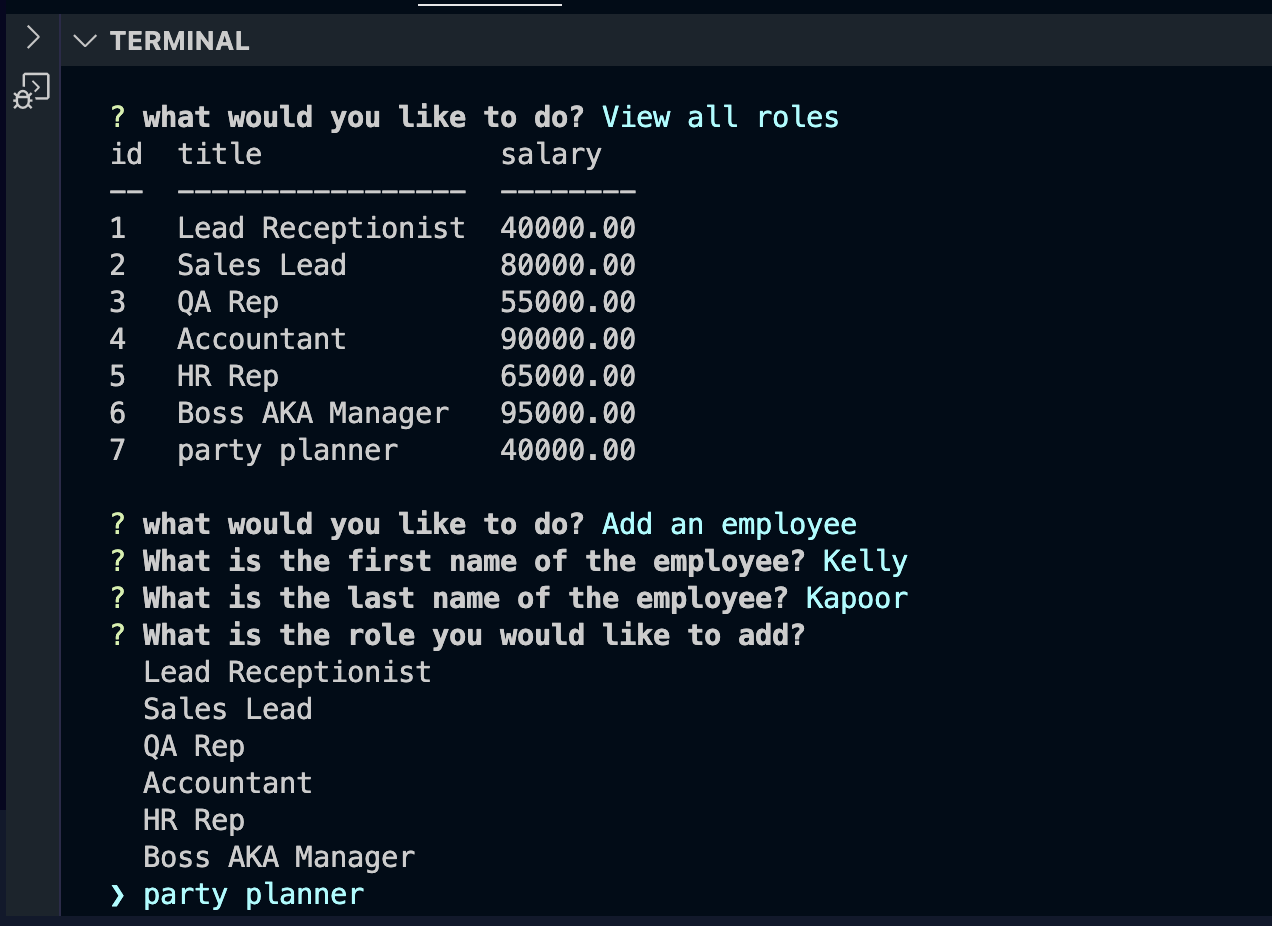 TERMINAL
? what would you like to do? View all roles
id  title              salary
--  -----------------  --------
1   Lead Receptionist  40000.00
2   Sales Lead         80000.00
3   QA Rep             55000.00
4   Accountant         90000.00
5   HR Rep             65000.00
6   Boss AKA Manager   95000.00
7   party planner      40000.00
? what would you like to do? Add an employee
? What is the first name of the employee? Kelly
? What is the last name of the employee? Kapoor
? What is the role you would like to add?
  Lead Receptionist
  Sales Lead
  QA Rep
  Accountant
  HR Rep
  Boss AKA Manager
❯ party planner